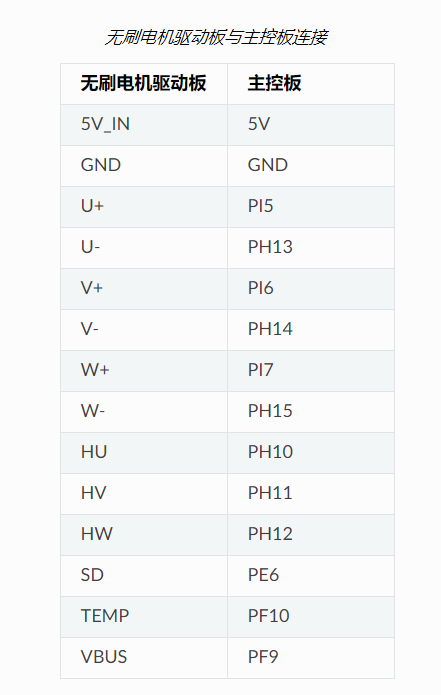 无刷电机驱动板与主控板连接
无刷电机驱动板 主控板
5V_IN 5V
GND GND
U+ PI5
U- PH13
V+ PI6
V- PH14
W+ PI7
W- PH15
HU PH10
HV PH11
HW PH12
SD PE6
TEMP PF10
VBUS PF9